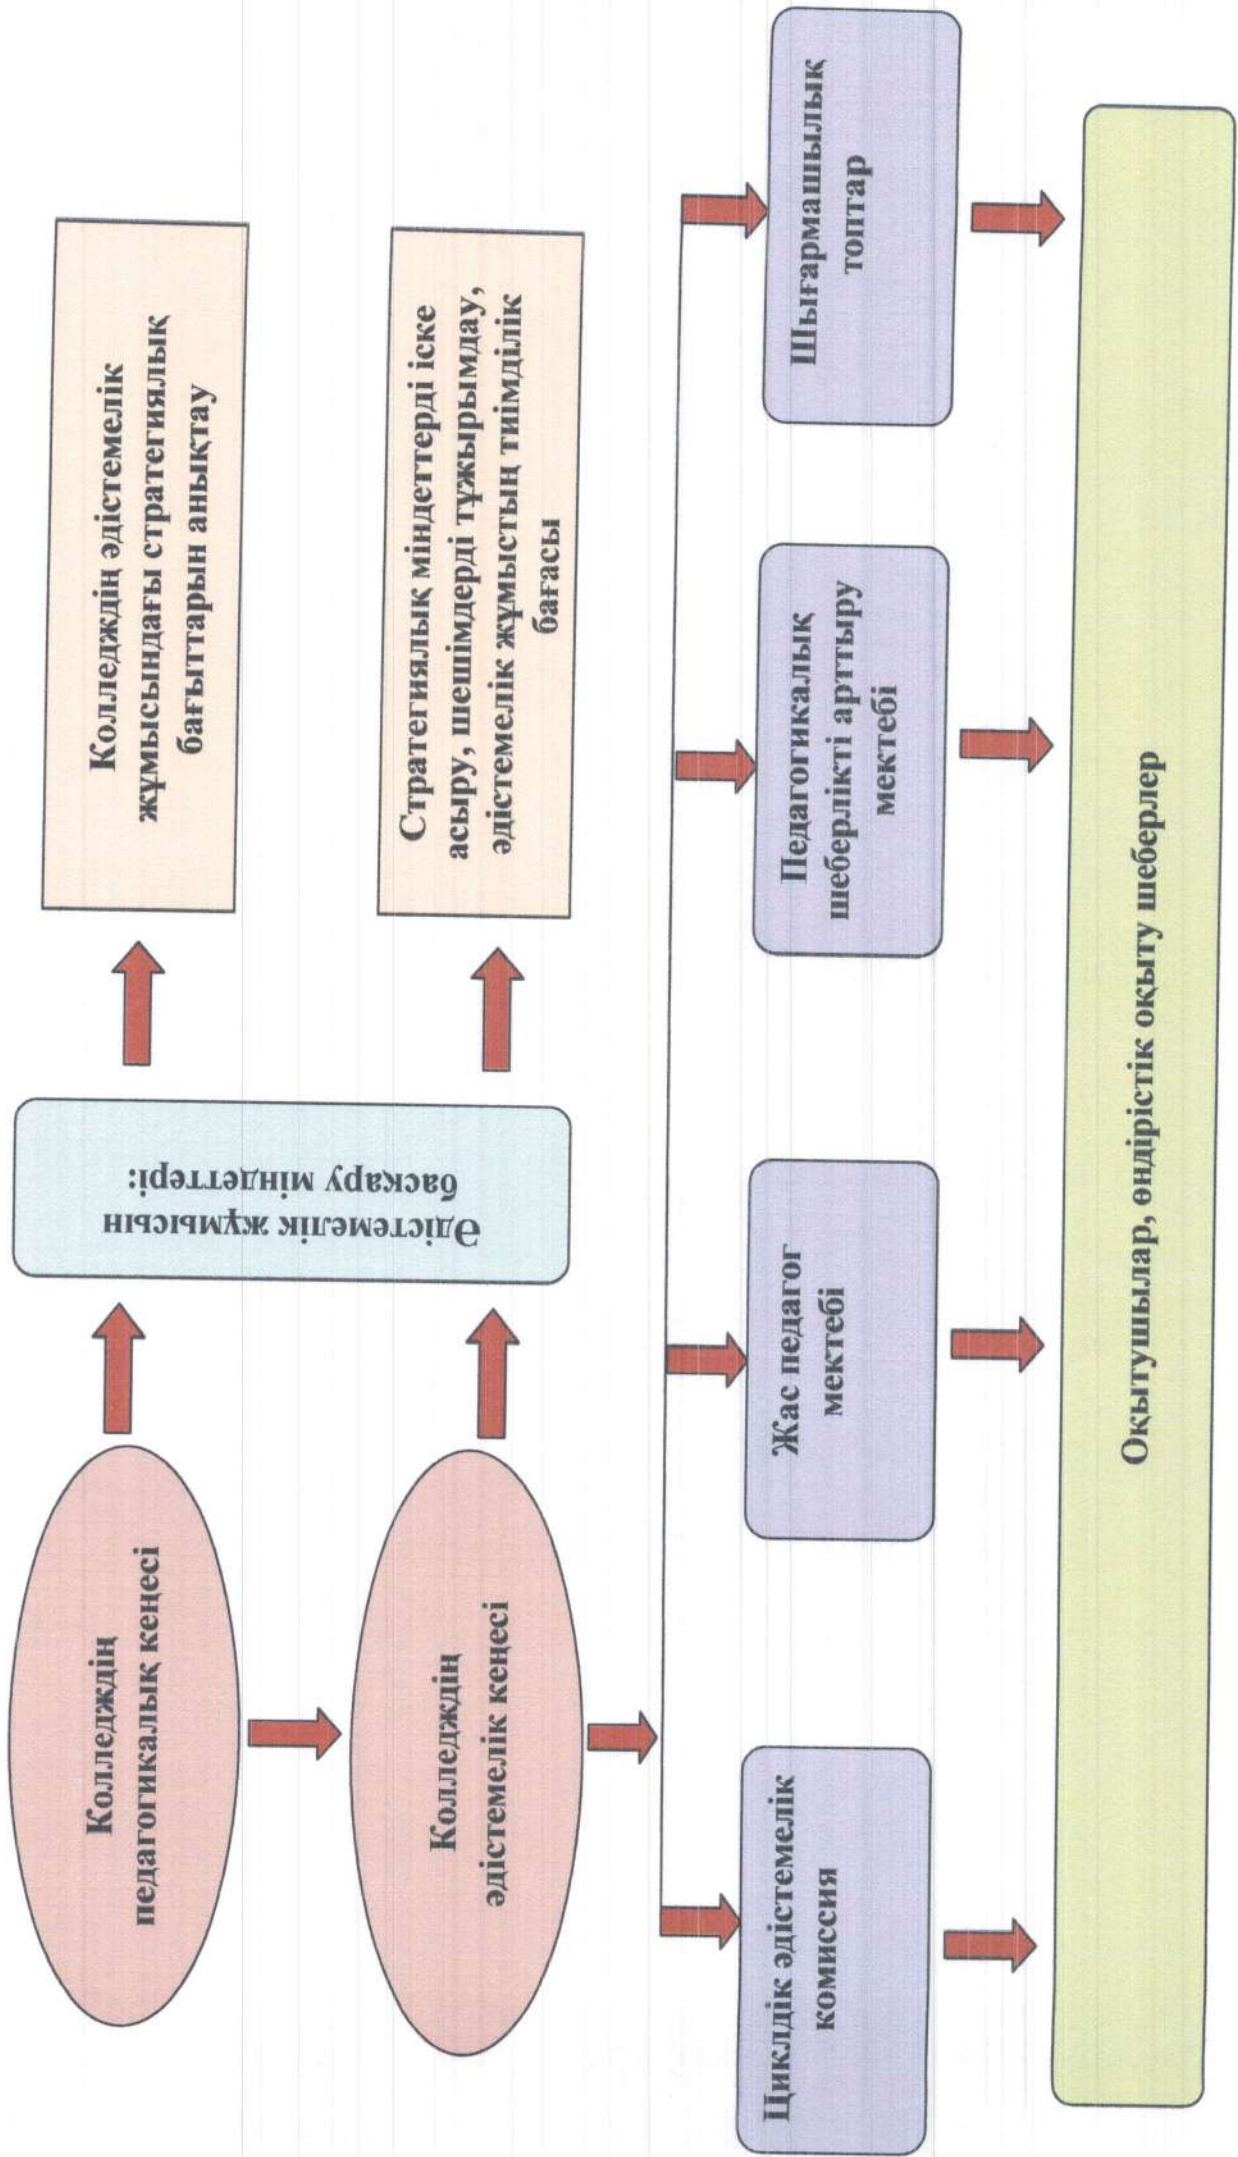 Колледждің
педагогикалық кеңесі
Әдістемелік жұмысын
басқару міндеттері:
Колледждің әдістемелік
жұмысындағы стратегиялық
бағыттарын анықтау
Колледждің
әдістемелік кеңесі
Стратегиялық міндеттерді іске
асыру, шешімдерді тұжырымдау,
әдістемелік жұмыстың тиімділік
бағасы
Циклдік әдістемелік
комиссия
Жас педагог
мектебі
Педагогикалық
шеберлікті арттыру
мектебі
Шығармашылық
топтар
Оқытушылар, өндірістік оқыту шеберлер